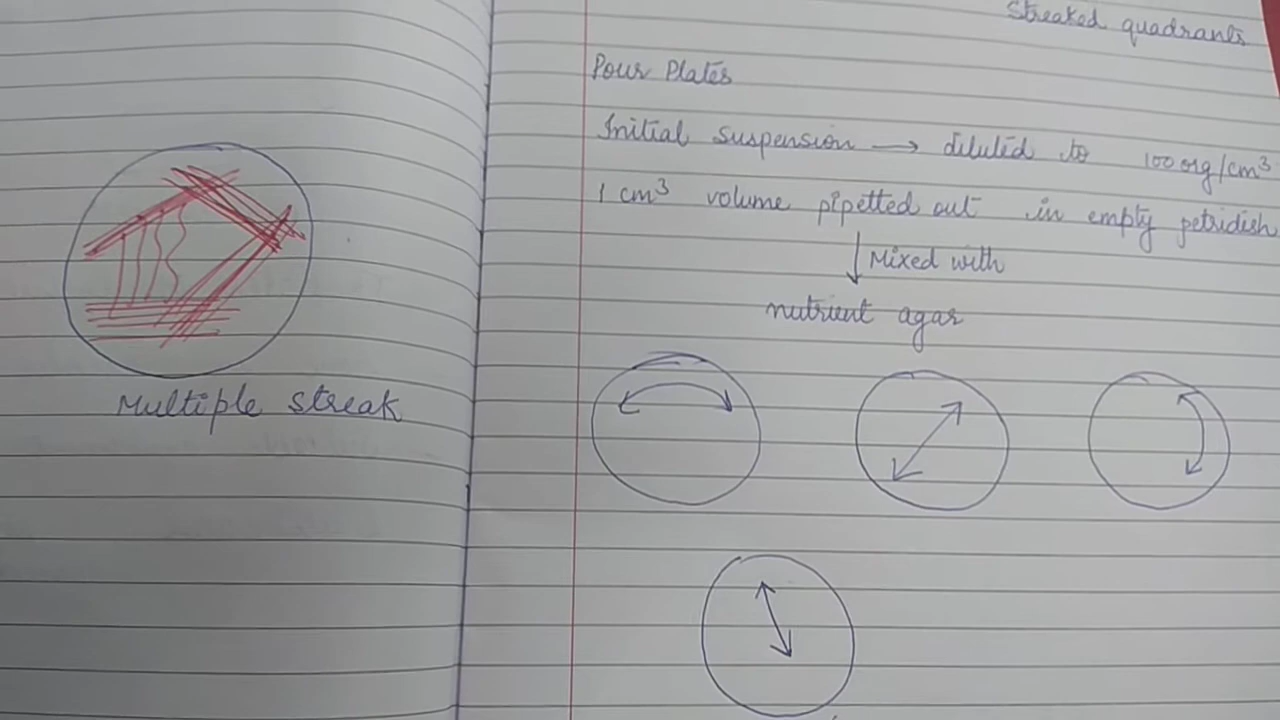 Multiple streak
Streaked quadrants
Pour Plates
Initial suspension → diluted to 100 org/cm³
1 cm³ volume pipetted out in empty petridish
↓ Mixed with
nutrient agar